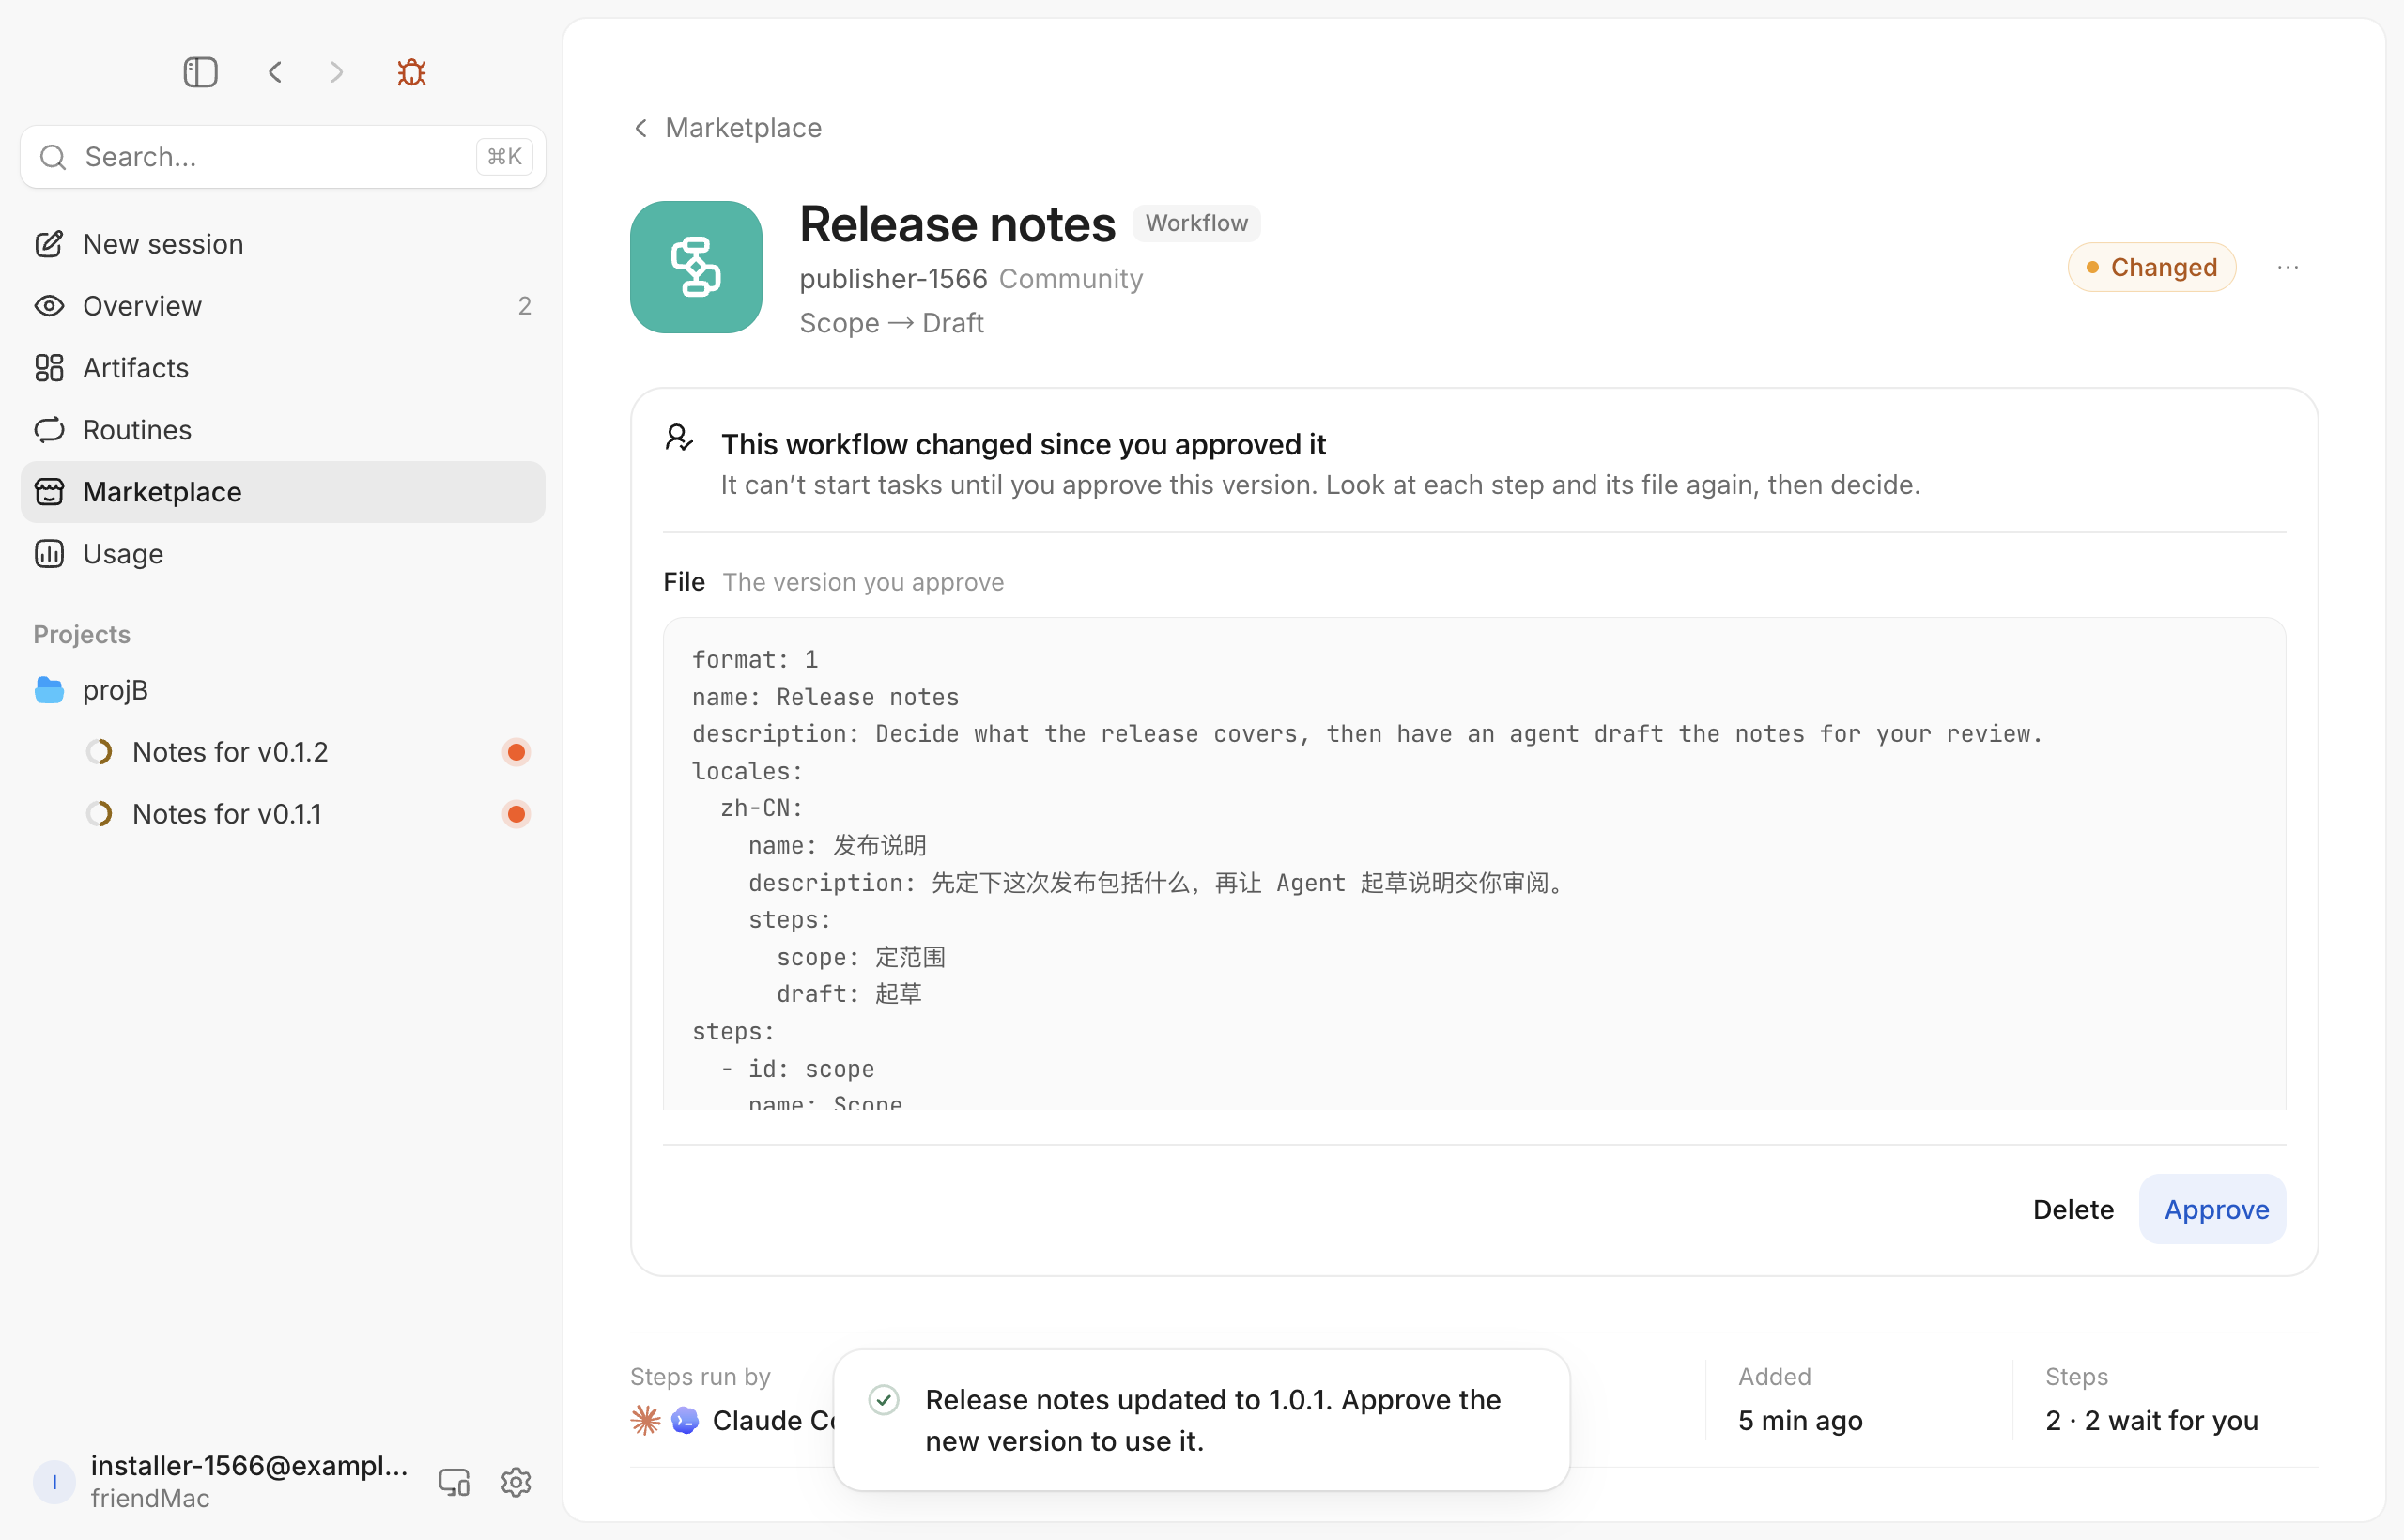 Search...
⌘K
New session
Overview
2
Artifacts
Routines
Marketplace
Usage
Projects
projB
Notes for v0.1.2
Notes for v0.1.1
I
installer-1566@exampl...
friendMac
Marketplace
Release notes
Workflow
publisher-1566 Community
Scope → Draft
Changed
This workflow changed since you approved it
It can’t start tasks until you approve this version. Look at each step and its file again, then decide.
File The version you approve
format: 1
name: Release notes
description: Decide what the release covers, then have an agent draft the notes for your review.
locales:
zh-CN:
name: 发布说明
description: 先定下这次发布包括什么，再让 Agent 起草说明交你审阅。
steps:
scope: 定范围
draft: 起草
steps:
- id: scope
name: Scope
Delete
Approve
Steps run by
Claude
Release notes updated to 1.0.1. Approve the
new version to use it.
Added
5 min ago
Steps
2 · 2 wait for you